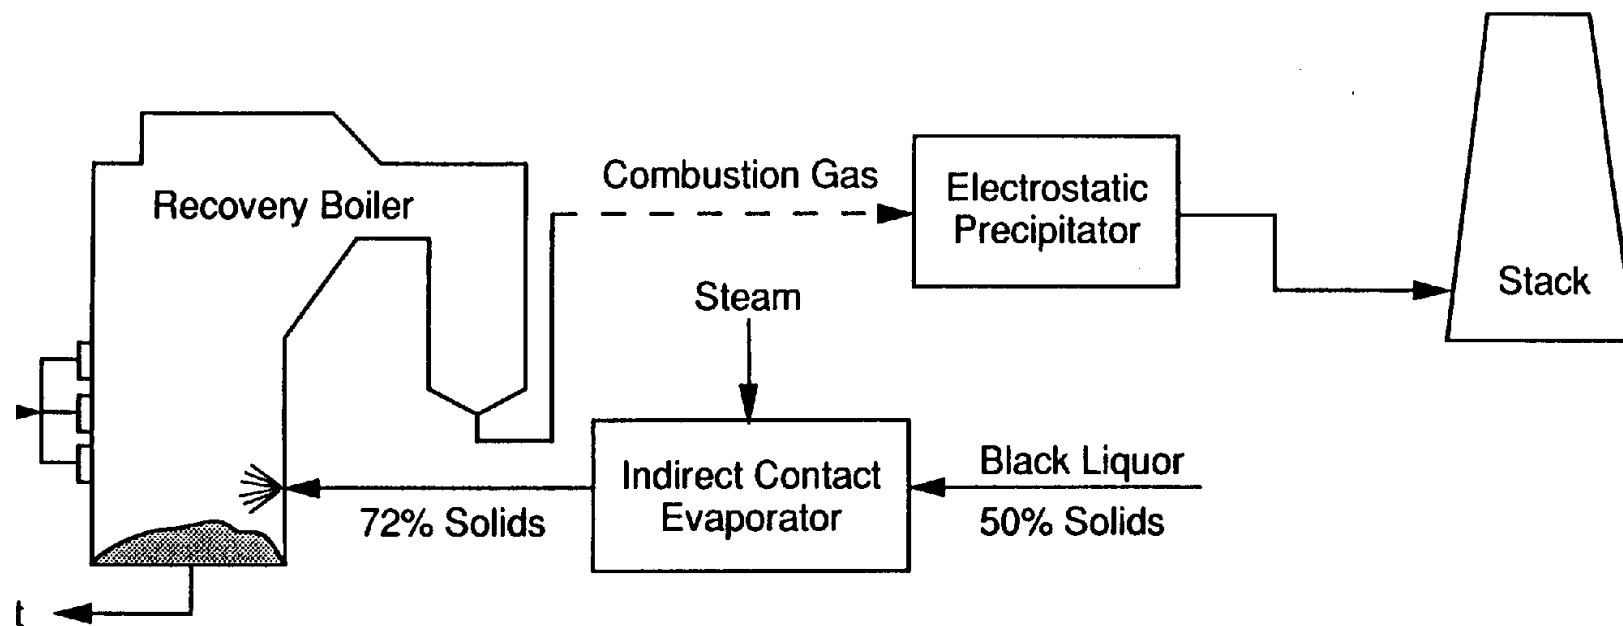 Recovery Boiler
Combustion Gas
Electrostatic
Precipitator
Stack
Steam
Indirect Contact
Evaporator
Black Liquor
50% Solids
72% Solids
t